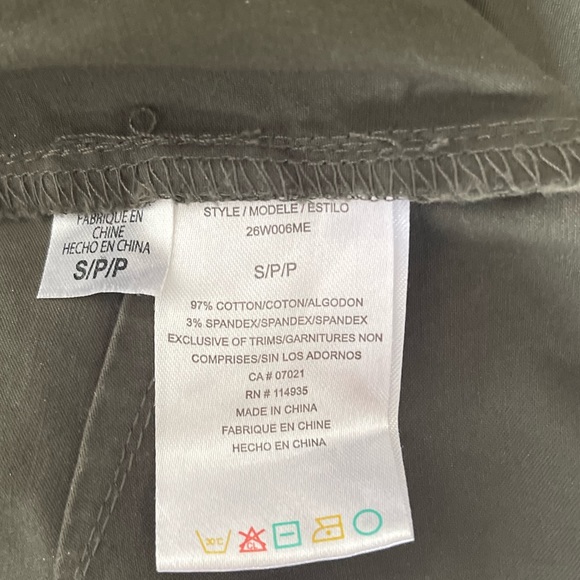 FABRIQUE EN
CHINE
HECHO EN CHINA
S/P/P
STYLE / MODELE / ESTILO
26W006ME
S/P/P
97% COTTON/COTON/ALGODON
3% SPANDEX/SPANDEX/SPANDEX
EXCLUSIVE OF TRIMS/GARNITURES NON
COMPRISES/SIN LOS ADORNOS
CA # 07021
RN # 114935
MADE IN CHINA
FABRIQUE EN CHINE
HECHO EN CHINA
30°C
CL